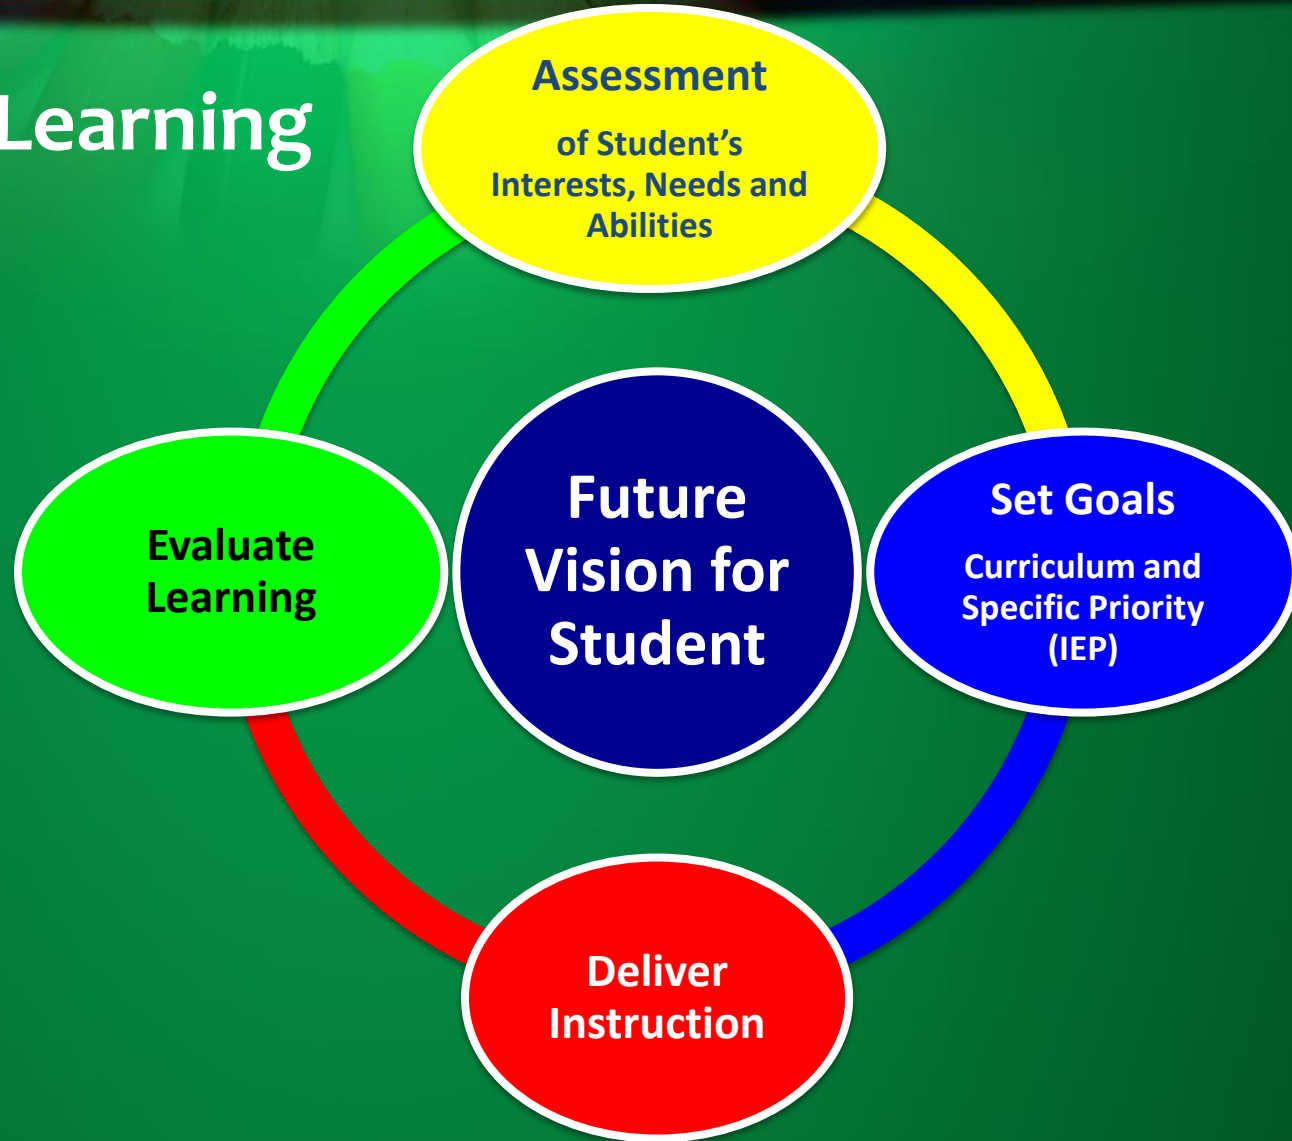 Learning
Assessment
of Student’s
Interests, Needs and
Abilities
Set Goals
Curriculum and
Specific Priority
(IEP)
Deliver
Instruction
Evaluate
Learning
Future
Vision for
Student